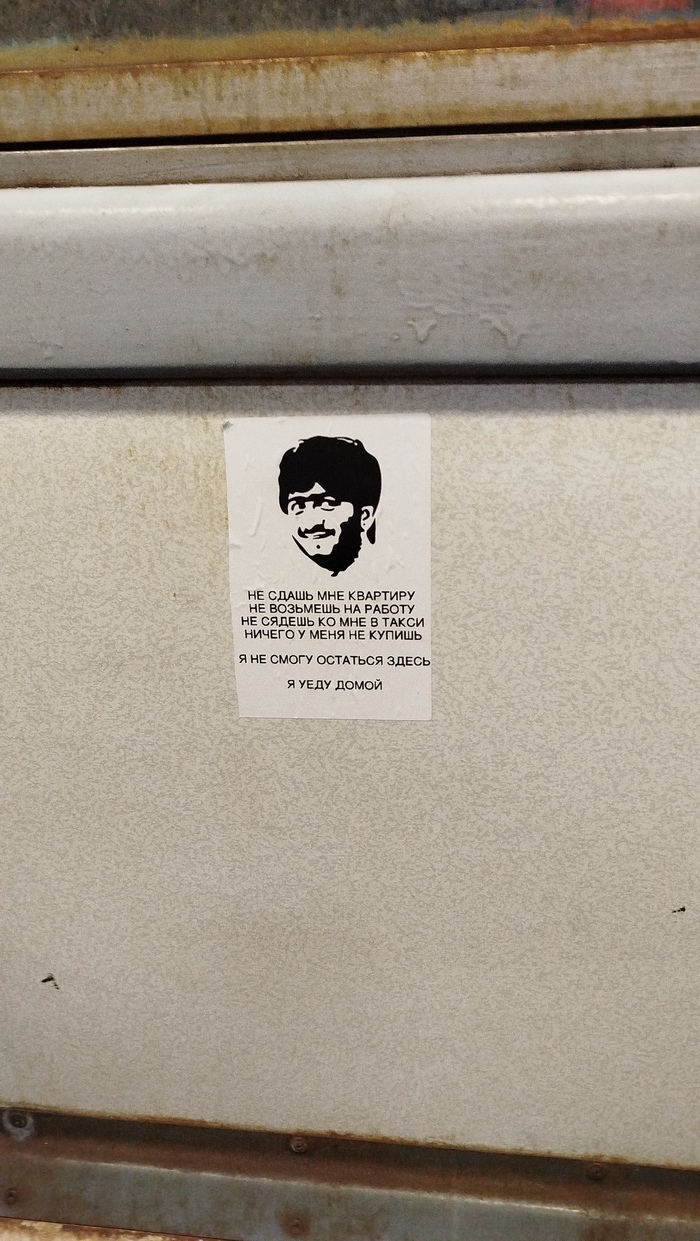 НЕ СДАШЬ МНЕ КВАРТИРУ
НЕ ВОЗЬМЕШЬ НА РАБОТУ
НЕ СЯДЕШЬ КО МНЕ В ТАКСИ
НИЧЕГО У МЕНЯ НЕ КУПИШЬ
Я НЕ СМОГУ ОСТАТЬСЯ ЗДЕСЬ
Я УЕДУ ДОМОЙ